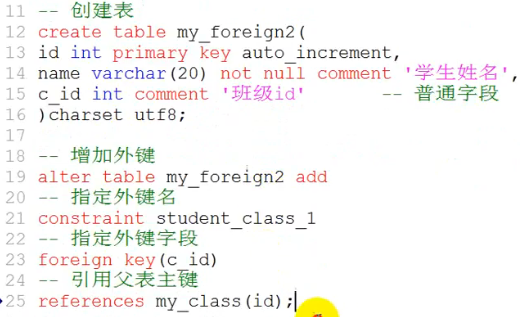 11 -- 创建表
12 create table my_foreign2(
13 id int primary key auto_increment,
14 name varchar(20) not null comment '学生姓名',
15 c_id int comment '班级id' -- 普通字段
16 )charset utf8;
17
18 -- 增加外键
19 alter table my_foreign2 add
20 -- 指定外键名
21 constraint student_class_1
22 -- 指定外键字段
23 foreign key(c_id)
24 -- 引用父表主键
25 references my_class(id);